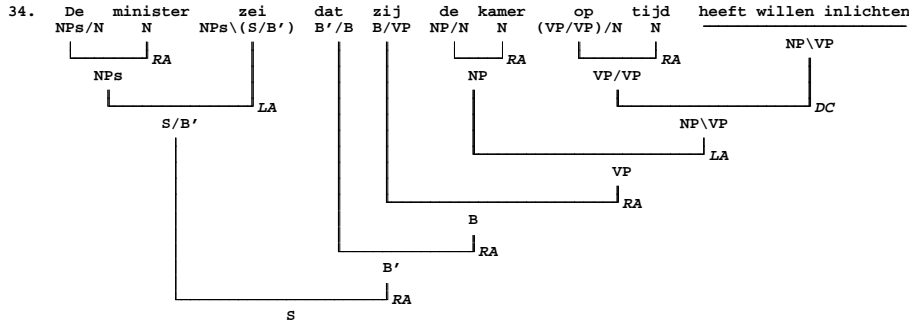 34. De minister zei dat zij de kamer op tijd heeft willen inlichten
NPs/N N NPs\(S/B') B'/B B/VP NP/N N (VP/VP)/N N
NP\VP
RA RA RA
NPs NP VP/VP
LA DC
S/B' NP\VP
LA
VP
RA
B
RA
B'
RA
S